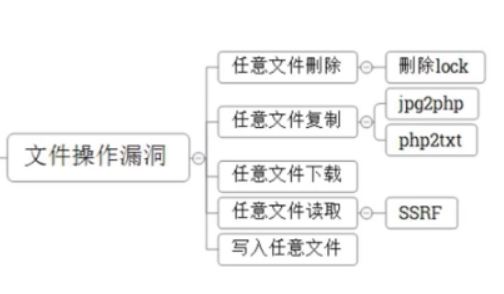 任意文件刪除
刪除lock
jpg2php
任意文件复制
php2txt
文件操作漏洞
任意文件下载
任意文件读取
SSRF
写入任意文件